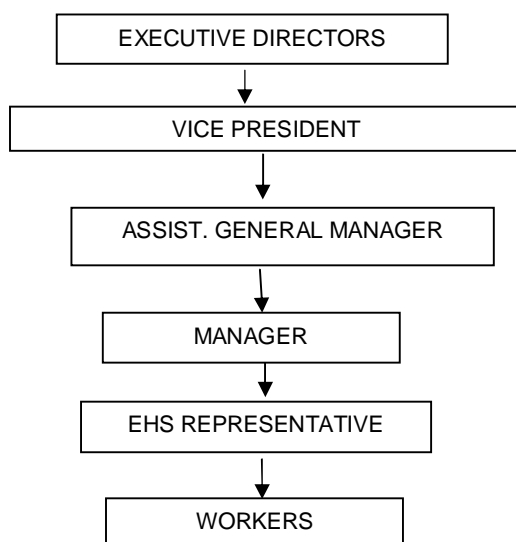 EXECUTIVE DIRECTORS
VICE PRESIDENT
ASSIST. GENERAL MANAGER
MANAGER
EHS REPRESENTATIVE
WORKERS